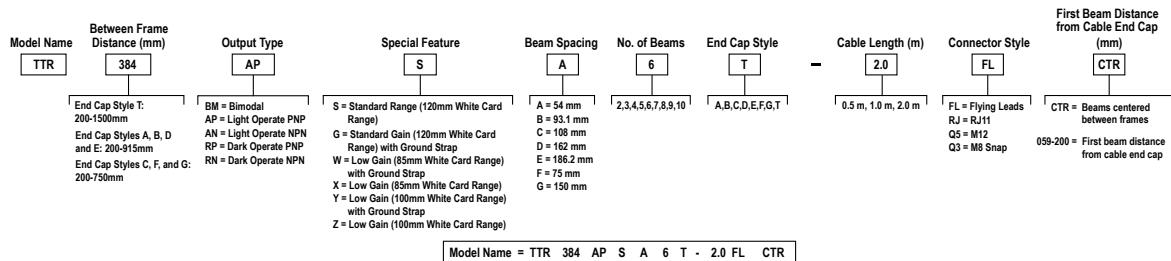 Model Name
TTR
Between Frame
Distance (mm)
384
End Cap Style T:
200-1500mm
End Cap Styles A, B, D
and E: 200-915mm
End Cap Styles C, F, and G:
200-750mm
Output Type
AP
BM = Bimodal
AP = Light Operate PNP
AN = Light Operate NPN
RP = Dark Operate PNP
RN = Dark Operate NPN
Special Feature
S
S = Standard Range (120mm White Card
Range)
G = Standard Gain (120mm White Card
Range) with Ground Strap
W = Low Gain (85mm White Card Range)
with Ground Strap
X = Low Gain (85mm White Card Range)
Y = Low Gain (100mm White Card Range)
with Ground Strap
Z = Low Gain (100mm White Card Range)
Beam Spacing
A
A = 54 mm
B = 93.1 mm
C = 108 mm
D = 162 mm
E = 186.2 mm
F = 75 mm
G = 150 mm
No. of Beams
6
2,3,4,5,6,7,8,9,10
End Cap Style
T
A,B,C,D,E,F,G,T
–
Cable Length (m)
2.0
0.5 m, 1.0 m, 2.0 m
Connector Style
FL
FL = Flying Leads
RJ = RJ11
Q5 = M12
Q3 = M8 Snap
First Beam Distance
from Cable End Cap
(mm)
CTR
CTR = Beams centered
between frames
059-200 = First beam distance
from cable end cap
Model Name = TTR 384 AP S A 6 T - 2.0 FL CTR